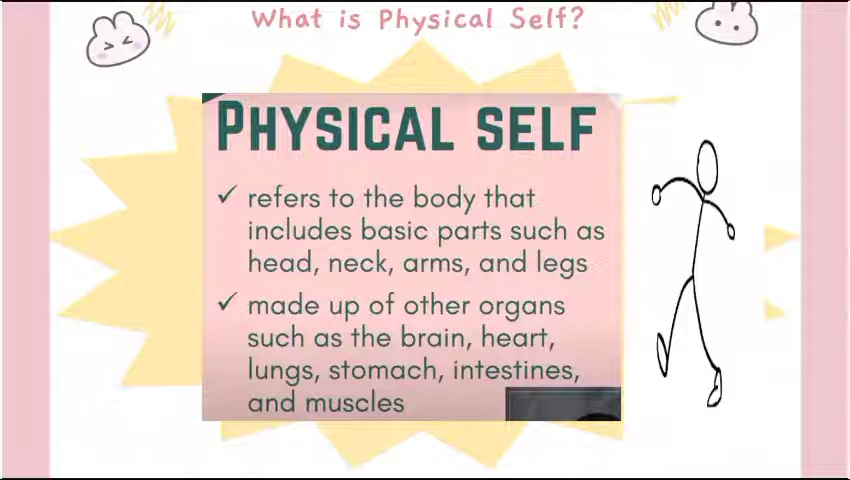 What is Physical Self?
PHYSICAL SELF
✓ refers to the body that
includes basic parts such as
head, neck, arms, and legs
✓ made up of other organs
such as the brain, heart,
lungs, stomach, intestines,
and muscles